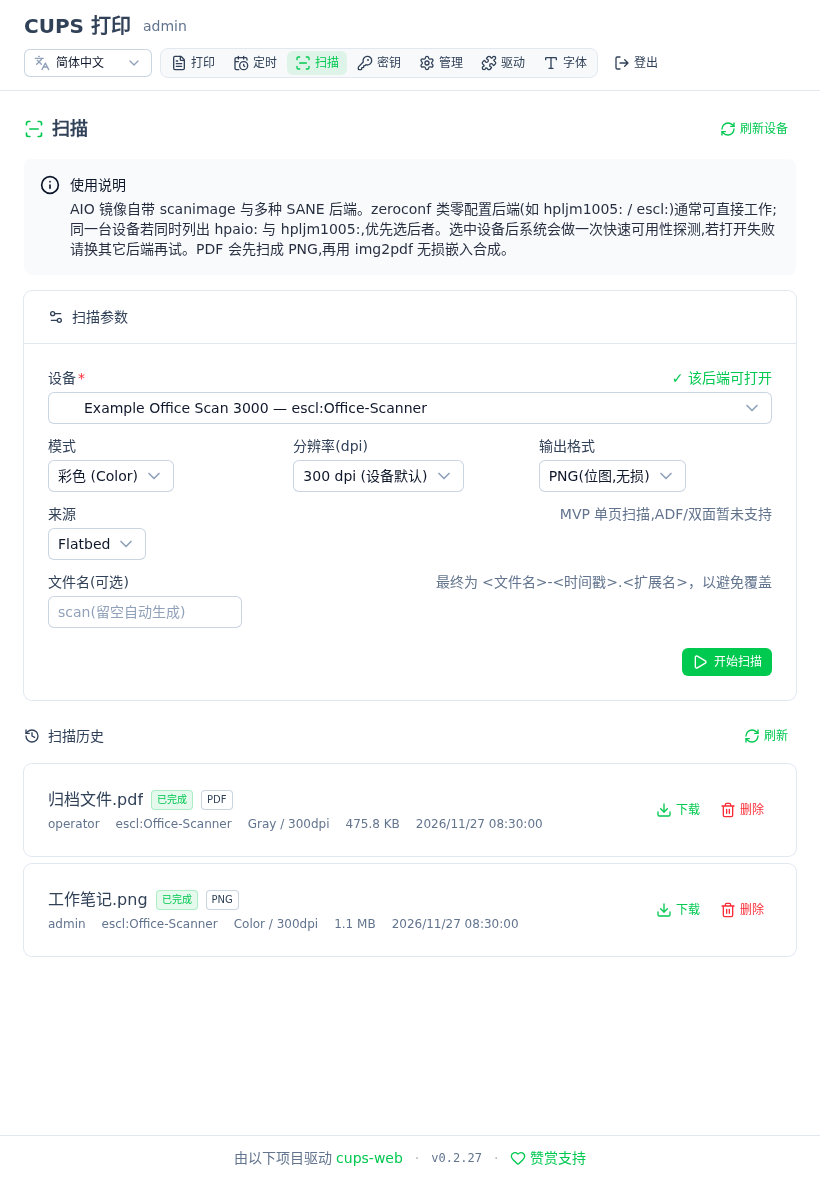 CUPS 打印 admin
简体中文 打印 定时 扫描 密钥 管理 驱动 字体 登出
扫描 刷新设备
使用说明
AIO 镜像自带 scanimage 与多种 SANE 后端。zeroconf 类零配置后端(如 hpljm1005: / escl:)通常可直接工作;
同一台设备若同时列出 hpaio: 与 hpljm1005:,优先选后者。选中设备后系统会做一次快速可用性探测,若打开失败
请换其它后端再试。PDF 会先扫成 PNG,再用 img2pdf 无损嵌入合成。
扫描参数
设备* ✓ 该后端可打开
Example Office Scan 3000 — escl:Office-Scanner
模式 分辨率(dpi) 输出格式
彩色 (Color) 300 dpi (设备默认) PNG(位图,无损)
来源 MVP 单页扫描,ADF/双面暂未支持
Flatbed
文件名(可选) 最终为 <文件名>-<时间戳>.<扩展名>，以避免覆盖
scan(留空自动生成)
开始扫描
扫描历史 刷新
归档文件.pdf 已完成 PDF 下载 删除
operator escl:Office-Scanner Gray / 300dpi 475.8 KB 2026/11/27 08:30:00
工作笔记.png 已完成 PNG 下载 删除
admin escl:Office-Scanner Color / 300dpi 1.1 MB 2026/11/27 08:30:00
由以下项目驱动 cups-web · v0.2.27 · 赞赏支持